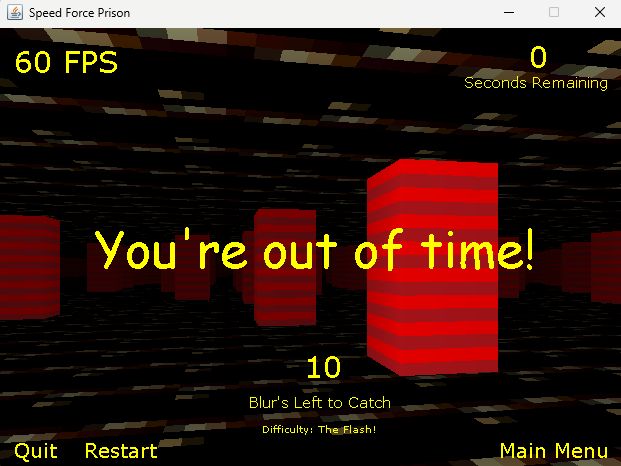 Speed Force Prison
60 FPS
0
Seconds Remaining
You're out of time!
10
Blur's Left to Catch
Difficulty: The Flash!
Quit Restart Main Menu